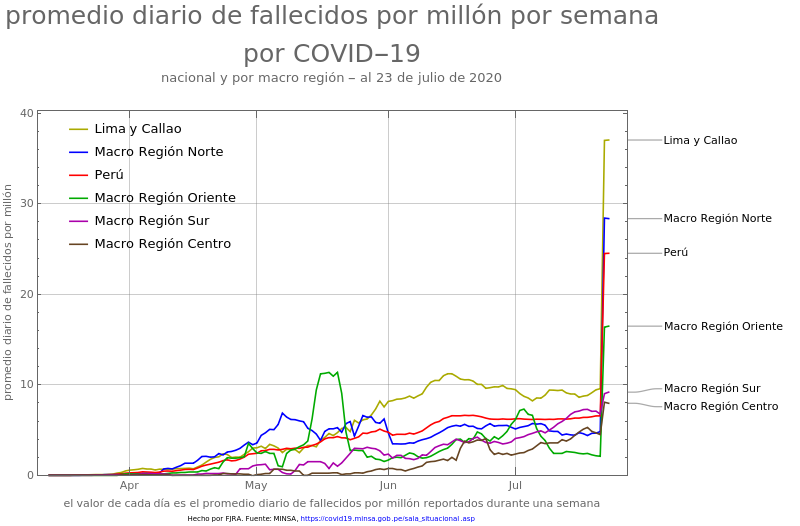 promedio diario de fallecidos por millón por semana
por COVID−19
nacional y por macro región − al 23 de julio de 2020
promedio diario de fallecidos por millón
40
30
20
10
0
Lima y Callao
Macro Región Norte
Perú
Macro Región Oriente
Macro Región Sur
Macro Región Centro
Lima y Callao
Macro Región Norte
Perú
Macro Región Oriente
Macro Región Sur
Macro Región Centro
Apr
May
Jun
Jul
el valor de cada día es el promedio diario de fallecidos por millón reportados durante una semana
Hecho por FJRA. Fuente: MINSA, https://covid19.minsa.gob.pe/sala_situacional.asp